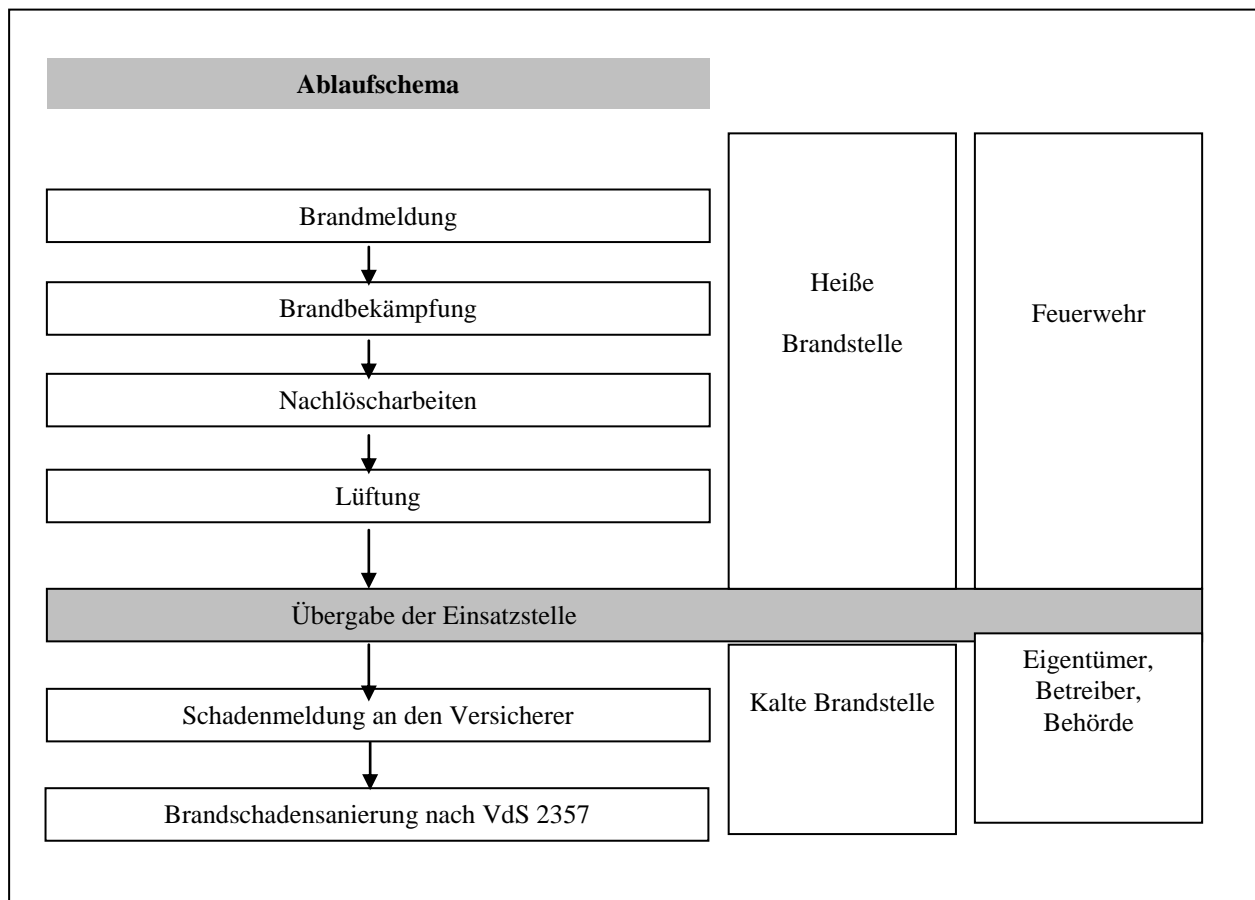 Ablaufschema
Brandmeldung
Brandbekämpfung
Nachlöscharbeiten
Lüftung
Heiße
Brandstelle
Feuerwehr
Übergabe der Einsatzstelle
Schadenmeldung an den Versicherer
Brandschadensanierung nach VdS 2357
Kalte Brandstelle
Eigentümer,
Betreiber,
Behörde